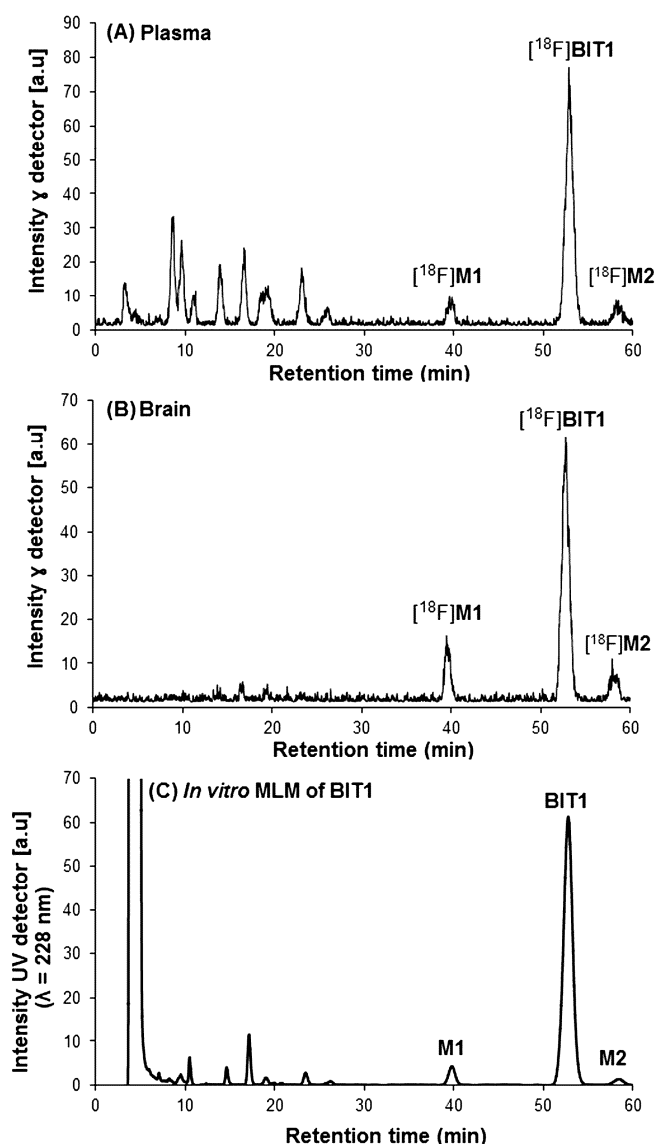 (A) Plasma
[¹⁸F]BIT1
[¹⁸F]M1
[¹⁸F]M2
Intensity ɣ detector [a.u]
90
80
70
60
50
40
30
20
10
0
0 10 20 30 40 50 60
Retention time (min)
(B) Brain
[¹⁸F]BIT1
[¹⁸F]M1
[¹⁸F]M2
Intensity ɣ detector [a.u]
70
60
50
40
30
20
10
0
0 10 20 30 40 50 60
Retention time (min)
(C) In vitro MLM of BIT1
BIT1
M1
M2
Intensity UV detector [a.u]
(λ = 228 nm)
70
60
50
40
30
20
10
0
0 10 20 30 40 50 60
Retention time (min)